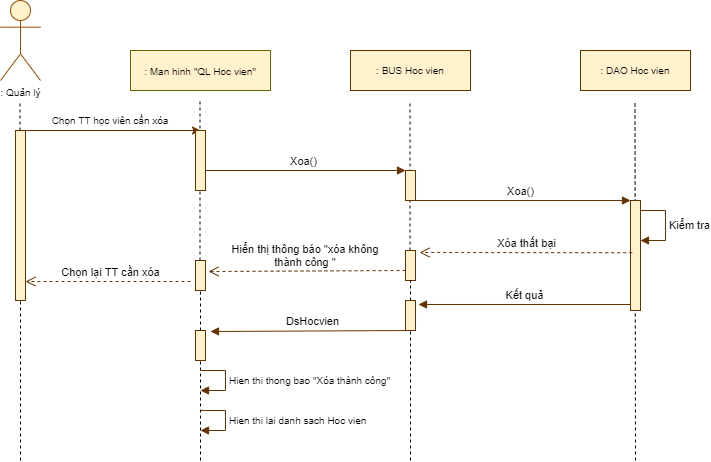 : Man hinh "QL Hoc vien"
: BUS Hoc vien
: DAO Hoc vien
: Quản lý
Chọn TT học viên cần xóa
Xoa()
Xoa()
Kiểm tra
Xóa thất bại
Hiển thị thông báo "xóa không
thành công "
Chọn lại TT cần xóa
Kết quả
DsHocvien
Hien thi thong bao "Xóa thành công"
Hien thi lai danh sach Hoc vien